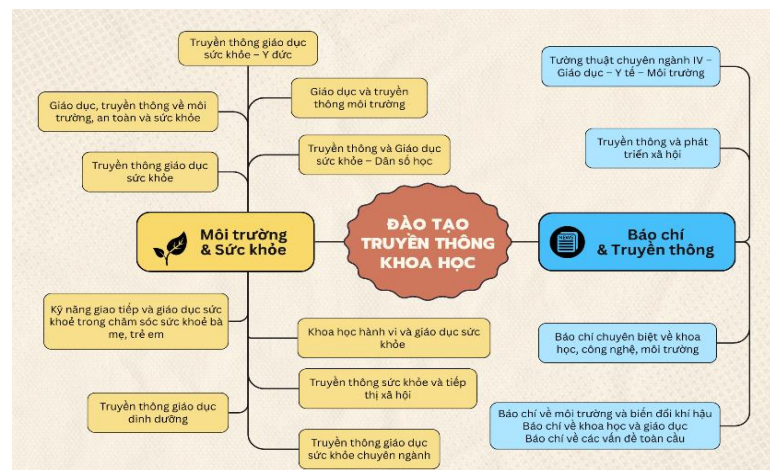 Truyền thông giáo dục
sức khỏe – Y đức
Giáo dục, truyền thông về môi
trường, an toàn và sức khỏe
Truyền thông giáo dục
sức khỏe
Giáo dục và truyền
thông môi trường
Truyền thông và Giáo dục
sức khỏe – Dân số học
Môi trường
& Sức khỏe
ĐÀO TẠO
TRUYỀN THÔNG
KHOA HỌC
Kỹ năng giao tiếp và giáo dục sức
khoẻ trong chăm sóc sức khoẻ bà
mẹ, trẻ em
Truyền thông giáo dục
dinh dưỡng
Khoa học hành vi và giáo dục sức
khỏe
Truyền thông sức khỏe và tiếp
thị xã hội
Truyền thông giáo dục
sức khỏe chuyên ngành
Tường thuật chuyên ngành IV –
Giáo dục – Y tế – Môi trường
Truyền thông và phát
triển xã hội
NEWS
Báo chí
& Truyền thông
Báo chí chuyên biệt về khoa
học, công nghệ, môi trường
Báo chí về môi trường và biến đổi khí hậu
Báo chí về khoa học và giáo dục
Báo chí về các vấn đề toàn cầu